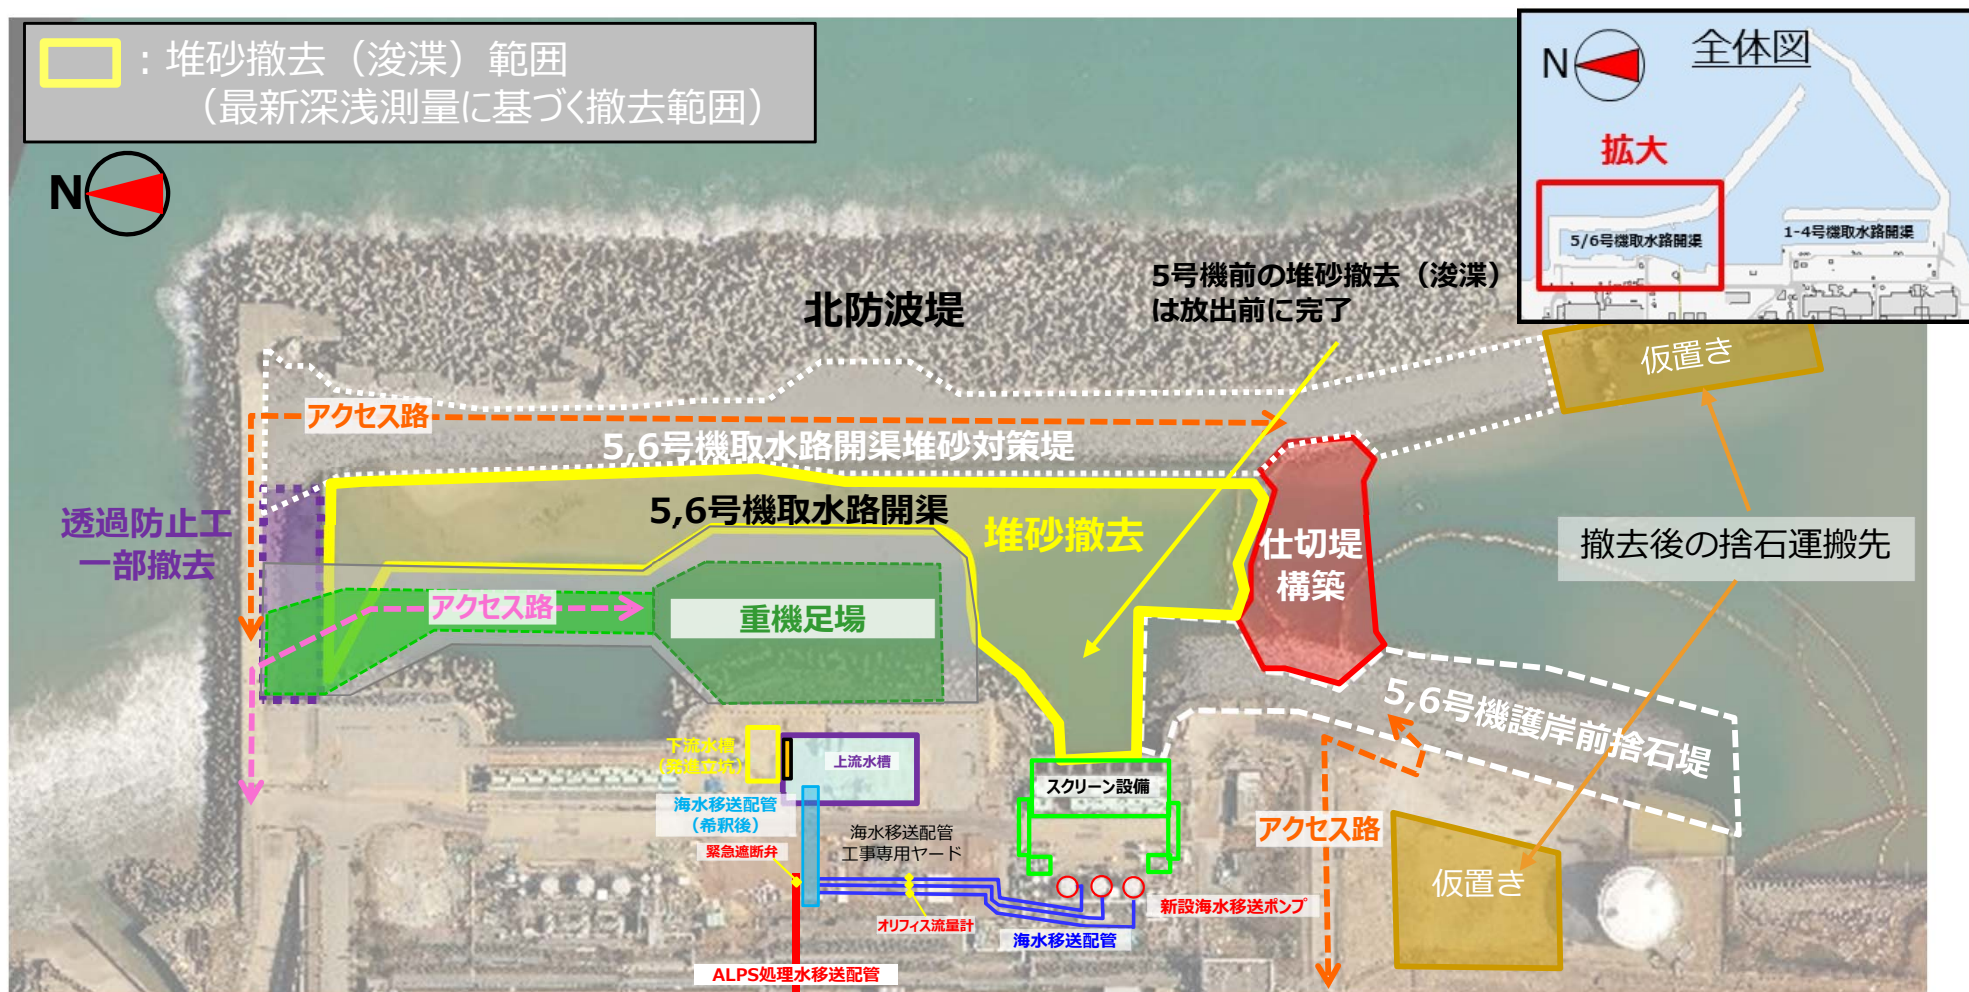 ：堆砂撤去（浚渫）範囲
（最新深浅測量に基づく撤去範囲）
N
N
全体図
拡大
5/6号機取水路開渠
1-4号機取水路開渠
5号機前の堆砂撤去（浚渫）
は放出前に完了
北防波堤
仮置き
アクセス路
5,6号機取水路開渠堆砂対策堤
透過防止工
一部撤去
5,6号機取水路開渠
堆砂撤去
仕切堤
構築
撤去後の捨石運搬先
アクセス路
重機足場
5,6号機護岸前捨石堤
下流水槽
（発進立坑）
上流水槽
スクリーン設備
海水移送配管
（希釈後）
海水移送配管
工事専用ヤード
アクセス路
緊急遮断弁
仮置き
新設海水移送ポンプ
オリフィス流量計
海水移送配管
ALPS処理水移送配管